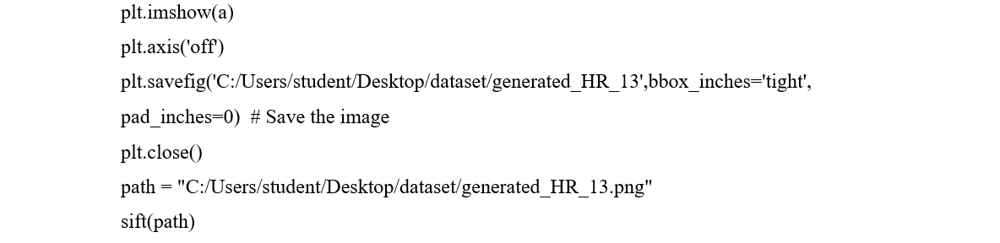 plt.imshow(a)
plt.axis('off')
plt.savefig('C:/Users/student/Desktop/dataset/generated_HR_13',bbox_inches='tight',
pad_inches=0)  # Save the image
plt.close()
path = "C:/Users/student/Desktop/dataset/generated_HR_13.png"
sift(path)